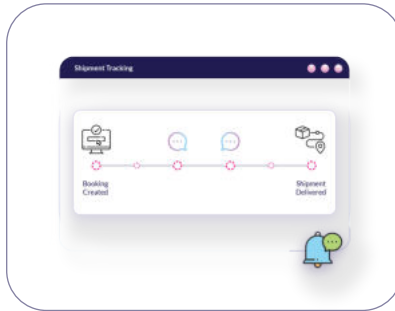 Shipment Tracking
Booking
Created
Shipment
Delivered